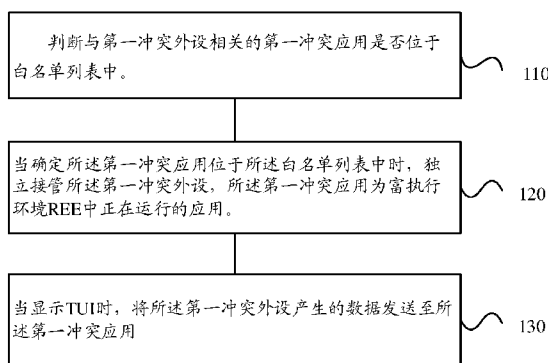 判断与第一冲突外设相关的第一冲突应用是否位于
白名单列表中。
110
当确定所述第一冲突应用位于所述白名单列表中时，独
立接管所述第一冲突外设，所述第一冲突应用为富执行
环境REE中正在运行的应用。
120
当显示TUI时，将所述第一冲突外设产生的数据发送至所
述第一冲突应用
130